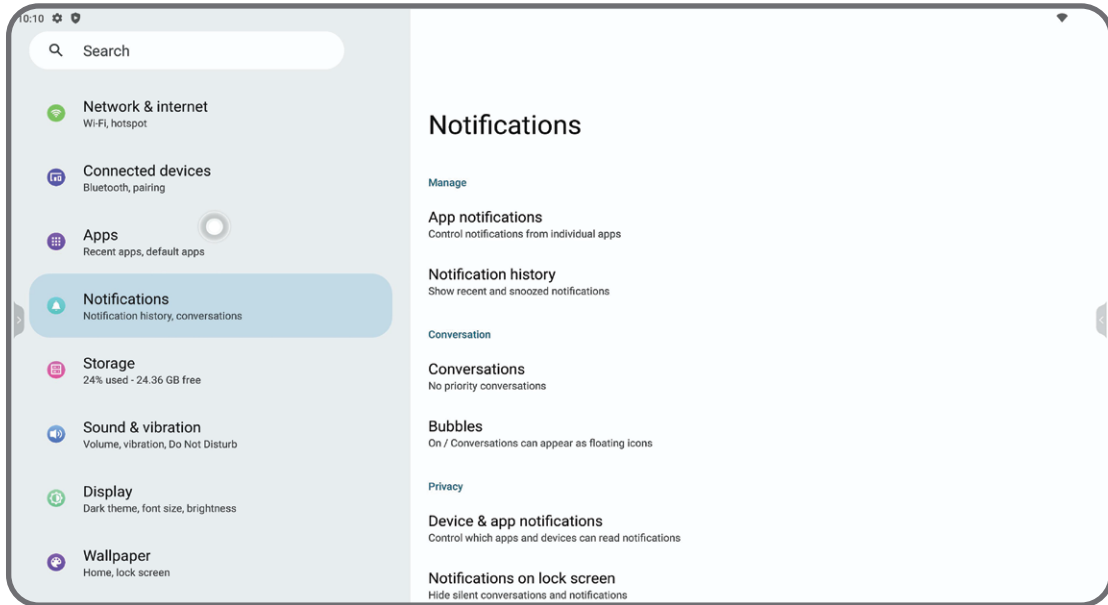 10:10
Search
Network & internet
Wi-Fi, hotspot
Connected devices
Bluetooth, pairing
Apps
Recent apps, default apps
Notifications
Notification history, conversations
Storage
24% used - 24.36 GB free
Sound & vibration
Volume, vibration, Do Not Disturb
Display
Dark theme, font size, brightness
Wallpaper
Home, lock screen
Notifications
Manage
App notifications
Control notifications from individual apps
Notification history
Show recent and snoozed notifications
Conversation
Conversations
No priority conversations
Bubbles
On / Conversations can appear as floating icons
Privacy
Device & app notifications
Control which apps and devices can read notifications
Notifications on lock screen
Hide silent conversations and notifications